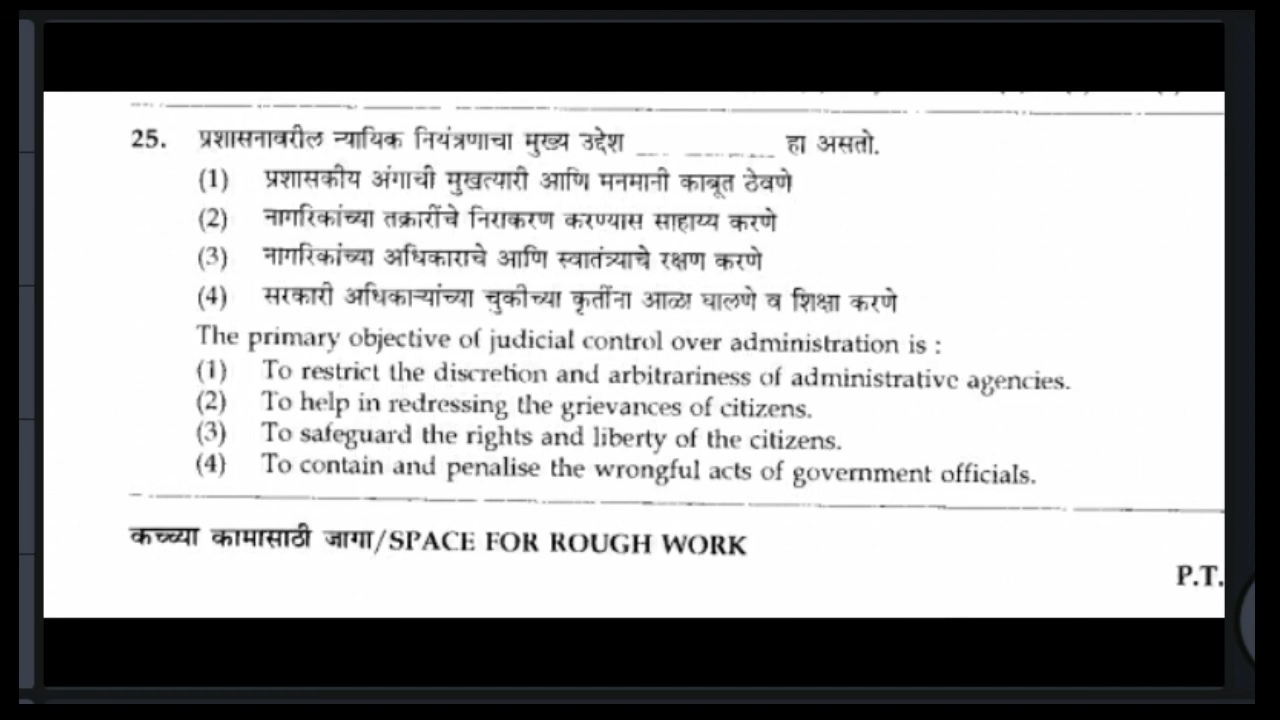 25. प्रशासनावरील न्यायिक नियंत्रणाचा मुख्य उद्देश ___ ______ हा असतो.
(1) प्रशासकीय अंगाची मुखत्यारी आणि मनमानी काबूत ठेवणे
(2) नागरिकांच्या तक्रारींचे निराकरण करण्यास साहाय्य करणे
(3) नागरिकांच्या अधिकाराचे आणि स्वातंत्र्याचे रक्षण करणे
(4) सरकारी अधिकाऱ्यांच्या चुकीच्या कृतींना आळा घालणे व शिक्षा करणे
The primary objective of judicial control over administration is :
(1) To restrict the discretion and arbitrariness of administrative agencies.
(2) To help in redressing the grievances of citizens.
(3) To safeguard the rights and liberty of the citizens.
(4) To contain and penalise the wrongful acts of government officials.
कच्च्या कामासाठी जागा/SPACE FOR ROUGH WORK
P.T.